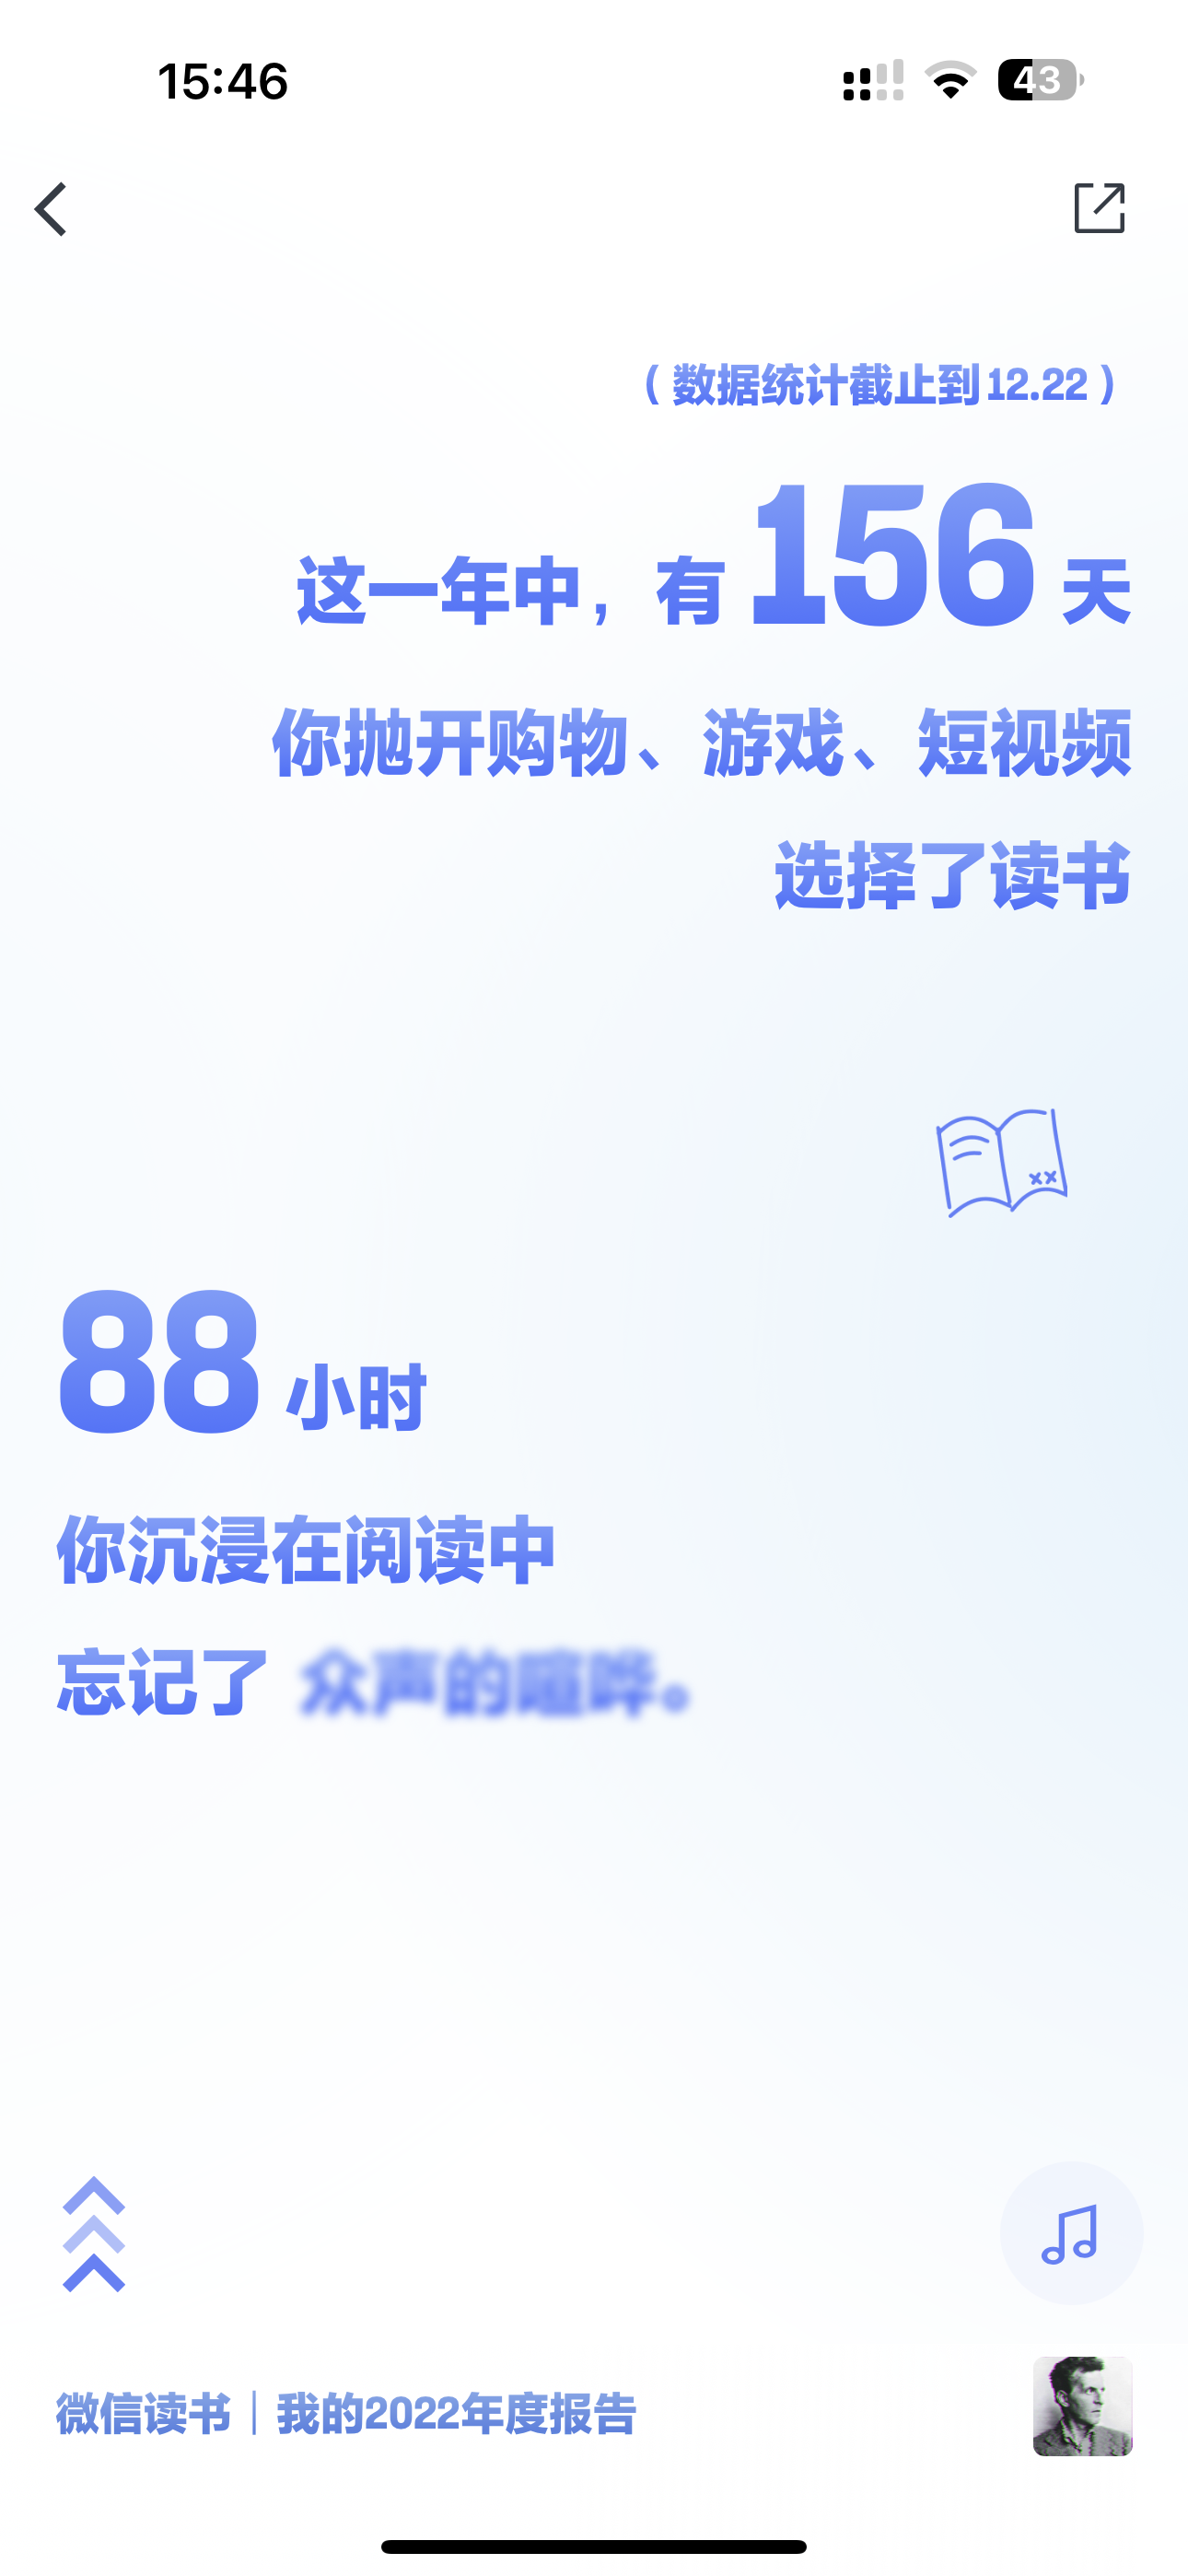 15:46
43
（数据统计截止到12.22）
这一年中，有 156 天
你抛开购物、游戏、短视频
选择了读书
88 小时
你沉浸在阅读中
忘记了 众声的喧哗。
微信读书｜我的2022年度报告